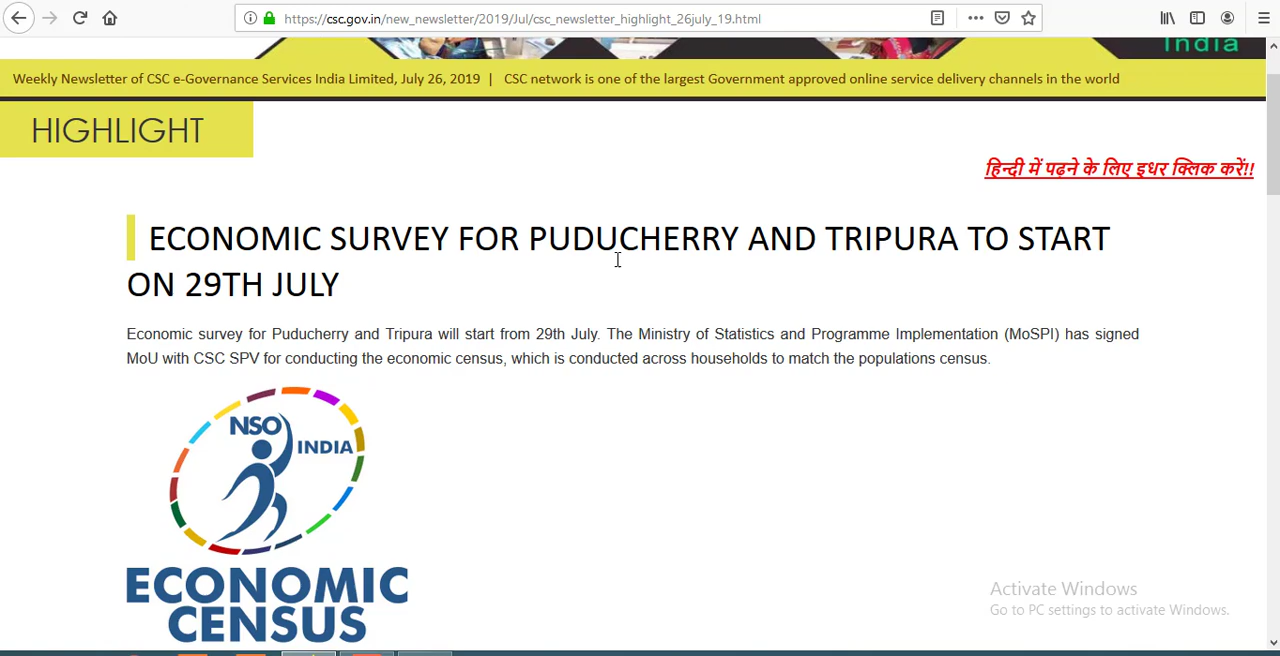 https://csc.gov.in/new_newsletter/2019/Jul/csc_newsletter_highlight_26july_19.html
India
Weekly Newsletter of CSC e-Governance Services India Limited, July 26, 2019 | CSC network is one of the largest Government approved online service delivery channels in the world
HIGHLIGHT
हिन्दी में पढ़ने के लिए इधर क्लिक करें!!
ECONOMIC SURVEY FOR PUDUCHERRY AND TRIPURA TO START
ON 29TH JULY
Economic survey for Puducherry and Tripura will start from 29th July. The Ministry of Statistics and Programme Implementation (MoSPI) has signed
MoU with CSC SPV for conducting the economic census, which is conducted across households to match the populations census.
NSO
INDIA
ECONOMIC
CENSUS
Activate Windows
Go to PC settings to activate Windows.